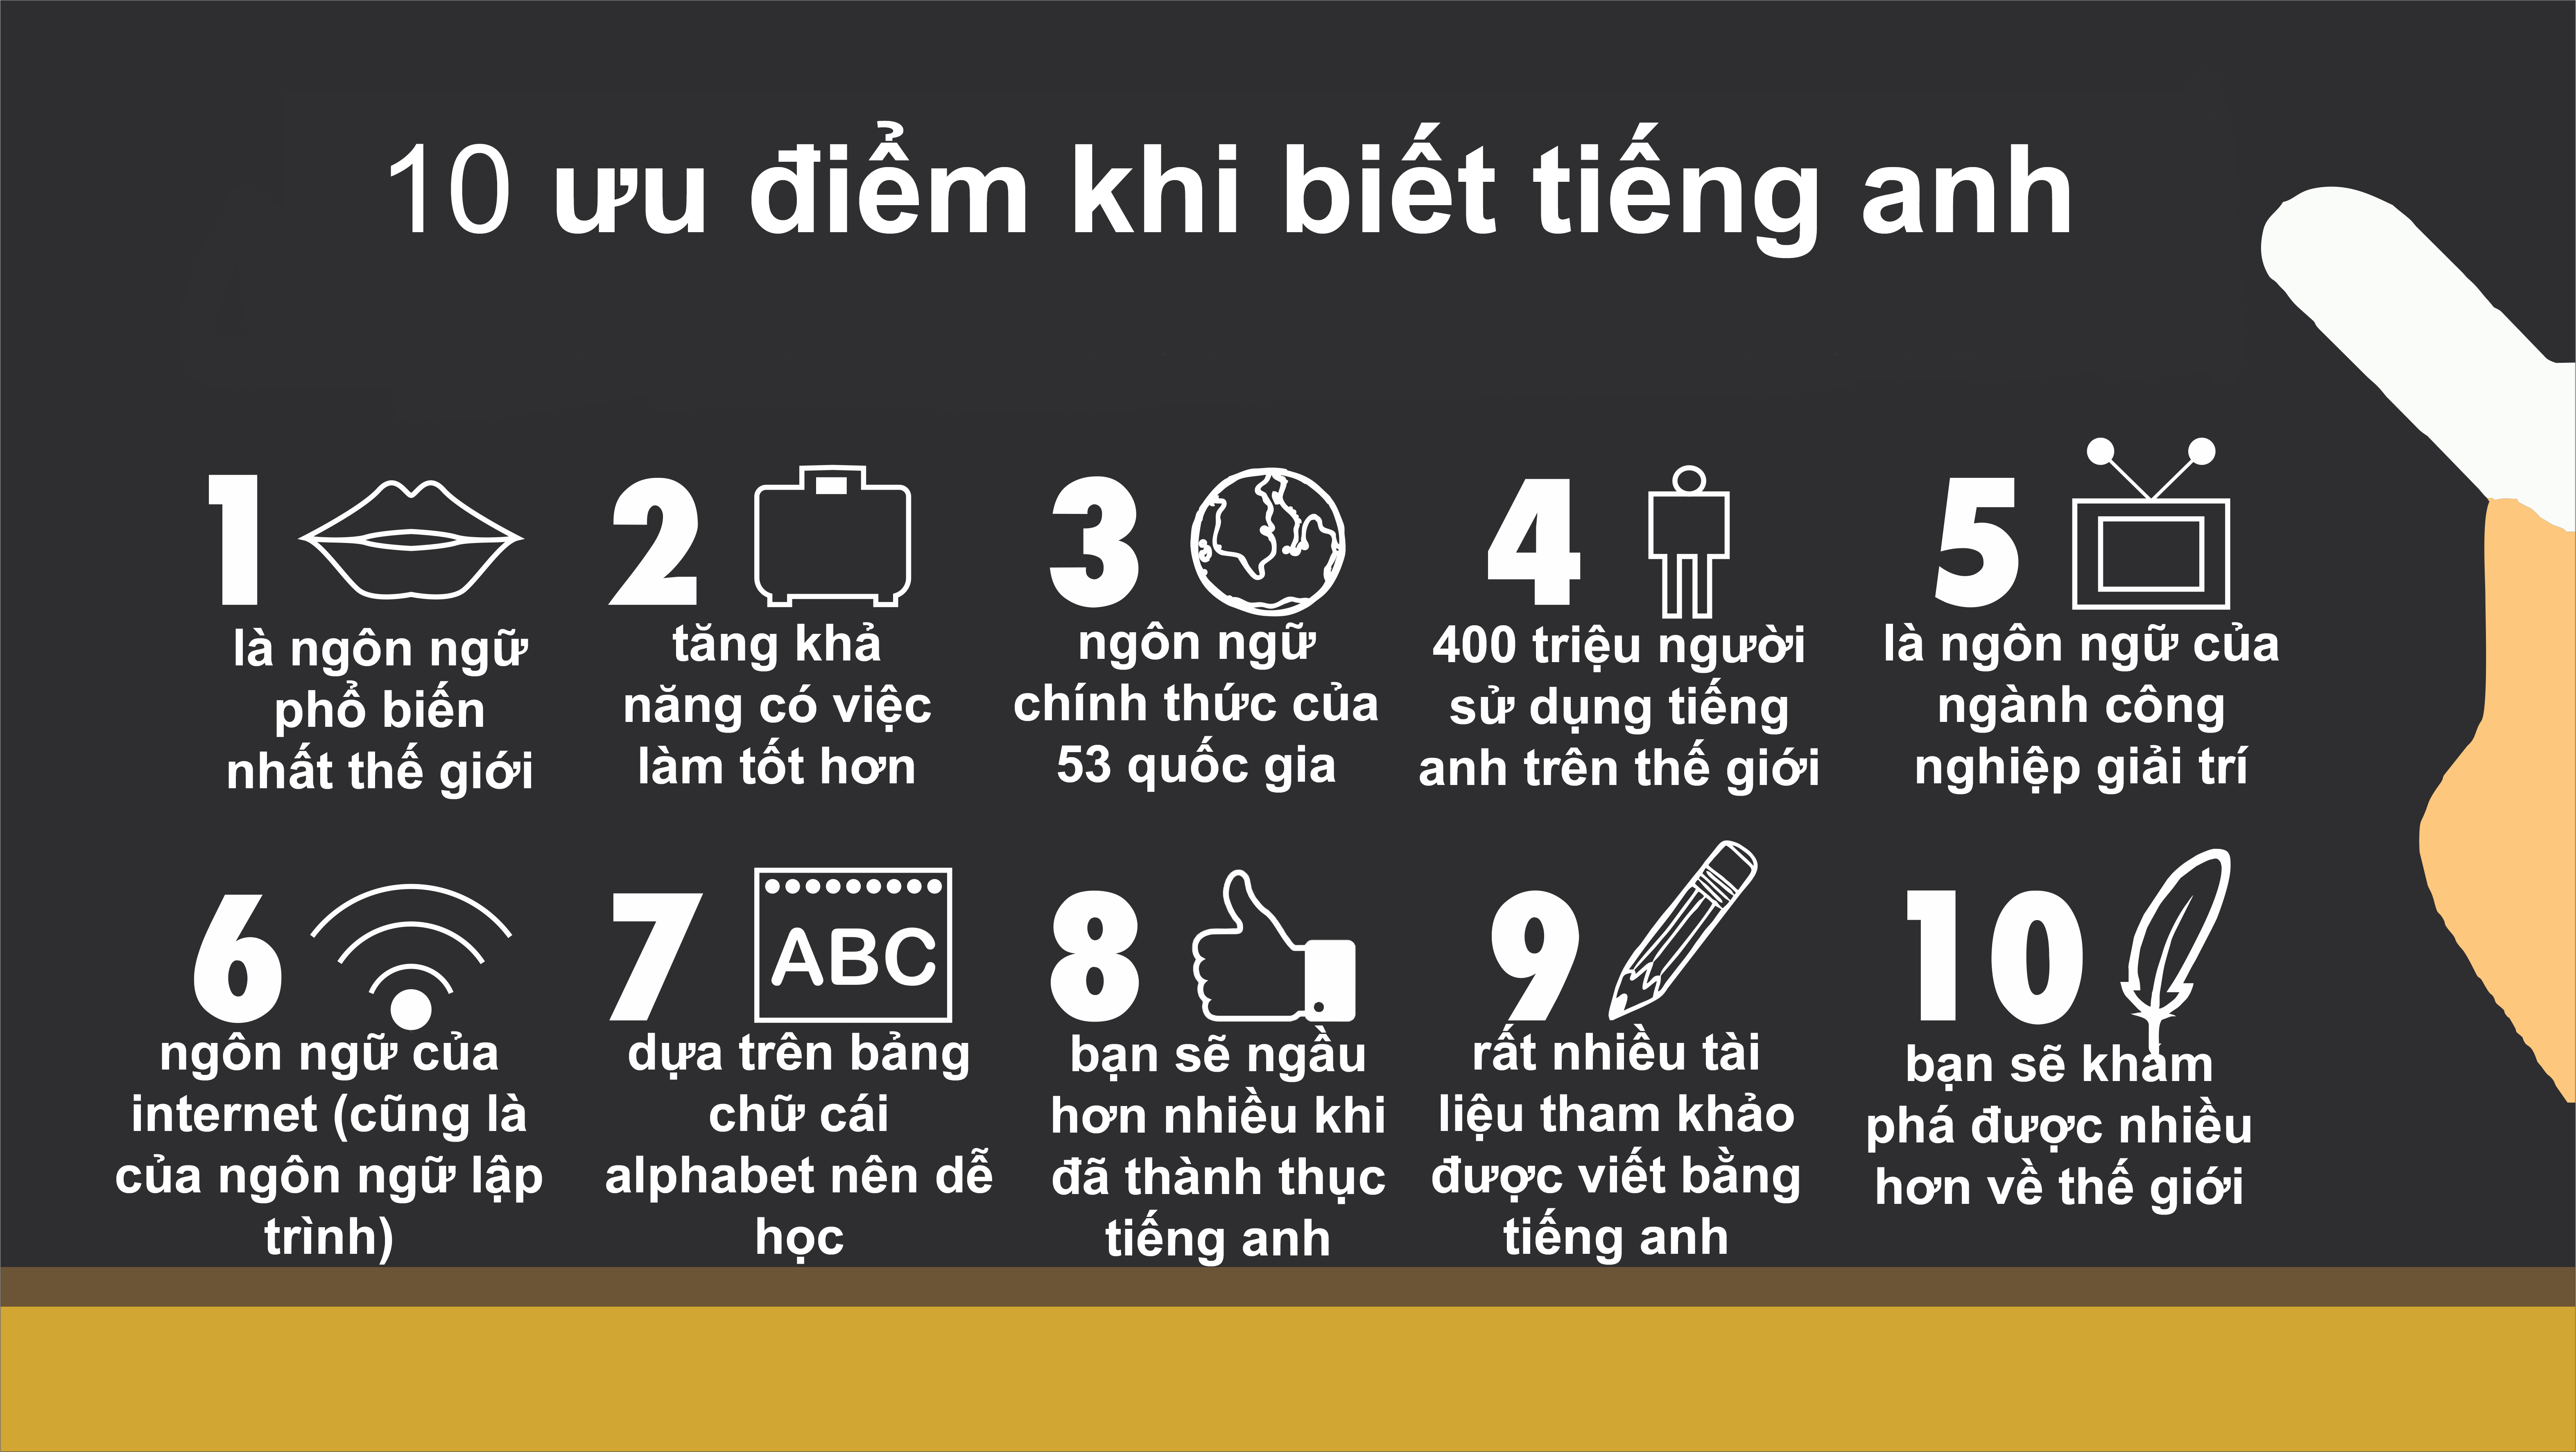 10 ưu điểm khi biết tiếng anh
1
là ngôn ngữ
phổ biến
nhất thế giới
2
tăng khả
năng có việc
làm tốt hơn
3
ngôn ngữ
chính thức của
53 quốc gia
4
400 triệu người
sử dụng tiếng
anh trên thế giới
5
là ngôn ngữ của
ngành công
nghiệp giải trí
6
ngôn ngữ của
internet (cũng là
của ngôn ngữ lập
trình)
7
ABC
dựa trên bảng
chữ cái
alphabet nên dễ
học
8
bạn sẽ ngầu
hơn nhiều khi
đã thành thục
tiếng anh
9
rất nhiều tài
liệu tham khảo
được viết bằng
tiếng anh
10
bạn sẽ khám
phá được nhiều
hơn về thế giới